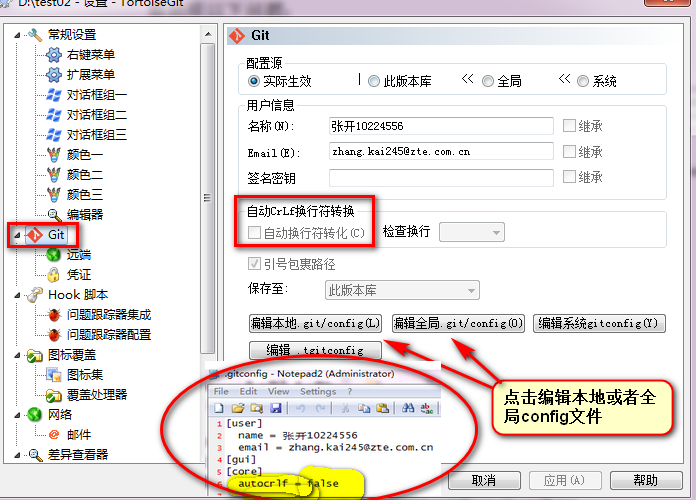 D:\test02 - 设置 - TortoiseGit
常规设置
右键菜单
扩展菜单
对话框组一
对话框组二
对话框组三
颜色一
颜色二
颜色三
编辑器
Git
远端
凭证
Hook 脚本
问题跟踪器集成
问题跟踪器配置
图标覆盖
图标集
覆盖处理器
网络
邮件
差异查看器
Git
配置源
实际生效 | 此版本库 << 全局 << 系统
用户信息
名称(N): 张开10224556 继承
Email(E): zhang.kai245@zte.com.cn 继承
签名密钥 继承
自动CrLf换行符转换
自动换行符转化(C) 检查换行
引号包裹路径
保存至: 此版本库
编辑本地.git/config(L) 编辑全局.git/config(O) 编辑系统gitconfig(Y)
编辑 .tgitconfig
点击编辑本地或者全
局config文件
.gitconfig - Notepad2 (Administrator)
File Edit View Settings ?
1 [user]
2 name = 张开10224556
3 email = zhang.kai245@zte.com.cn
4 [gui]
5 [core]
6 autocrlf = false
取消 应用(A) 帮助